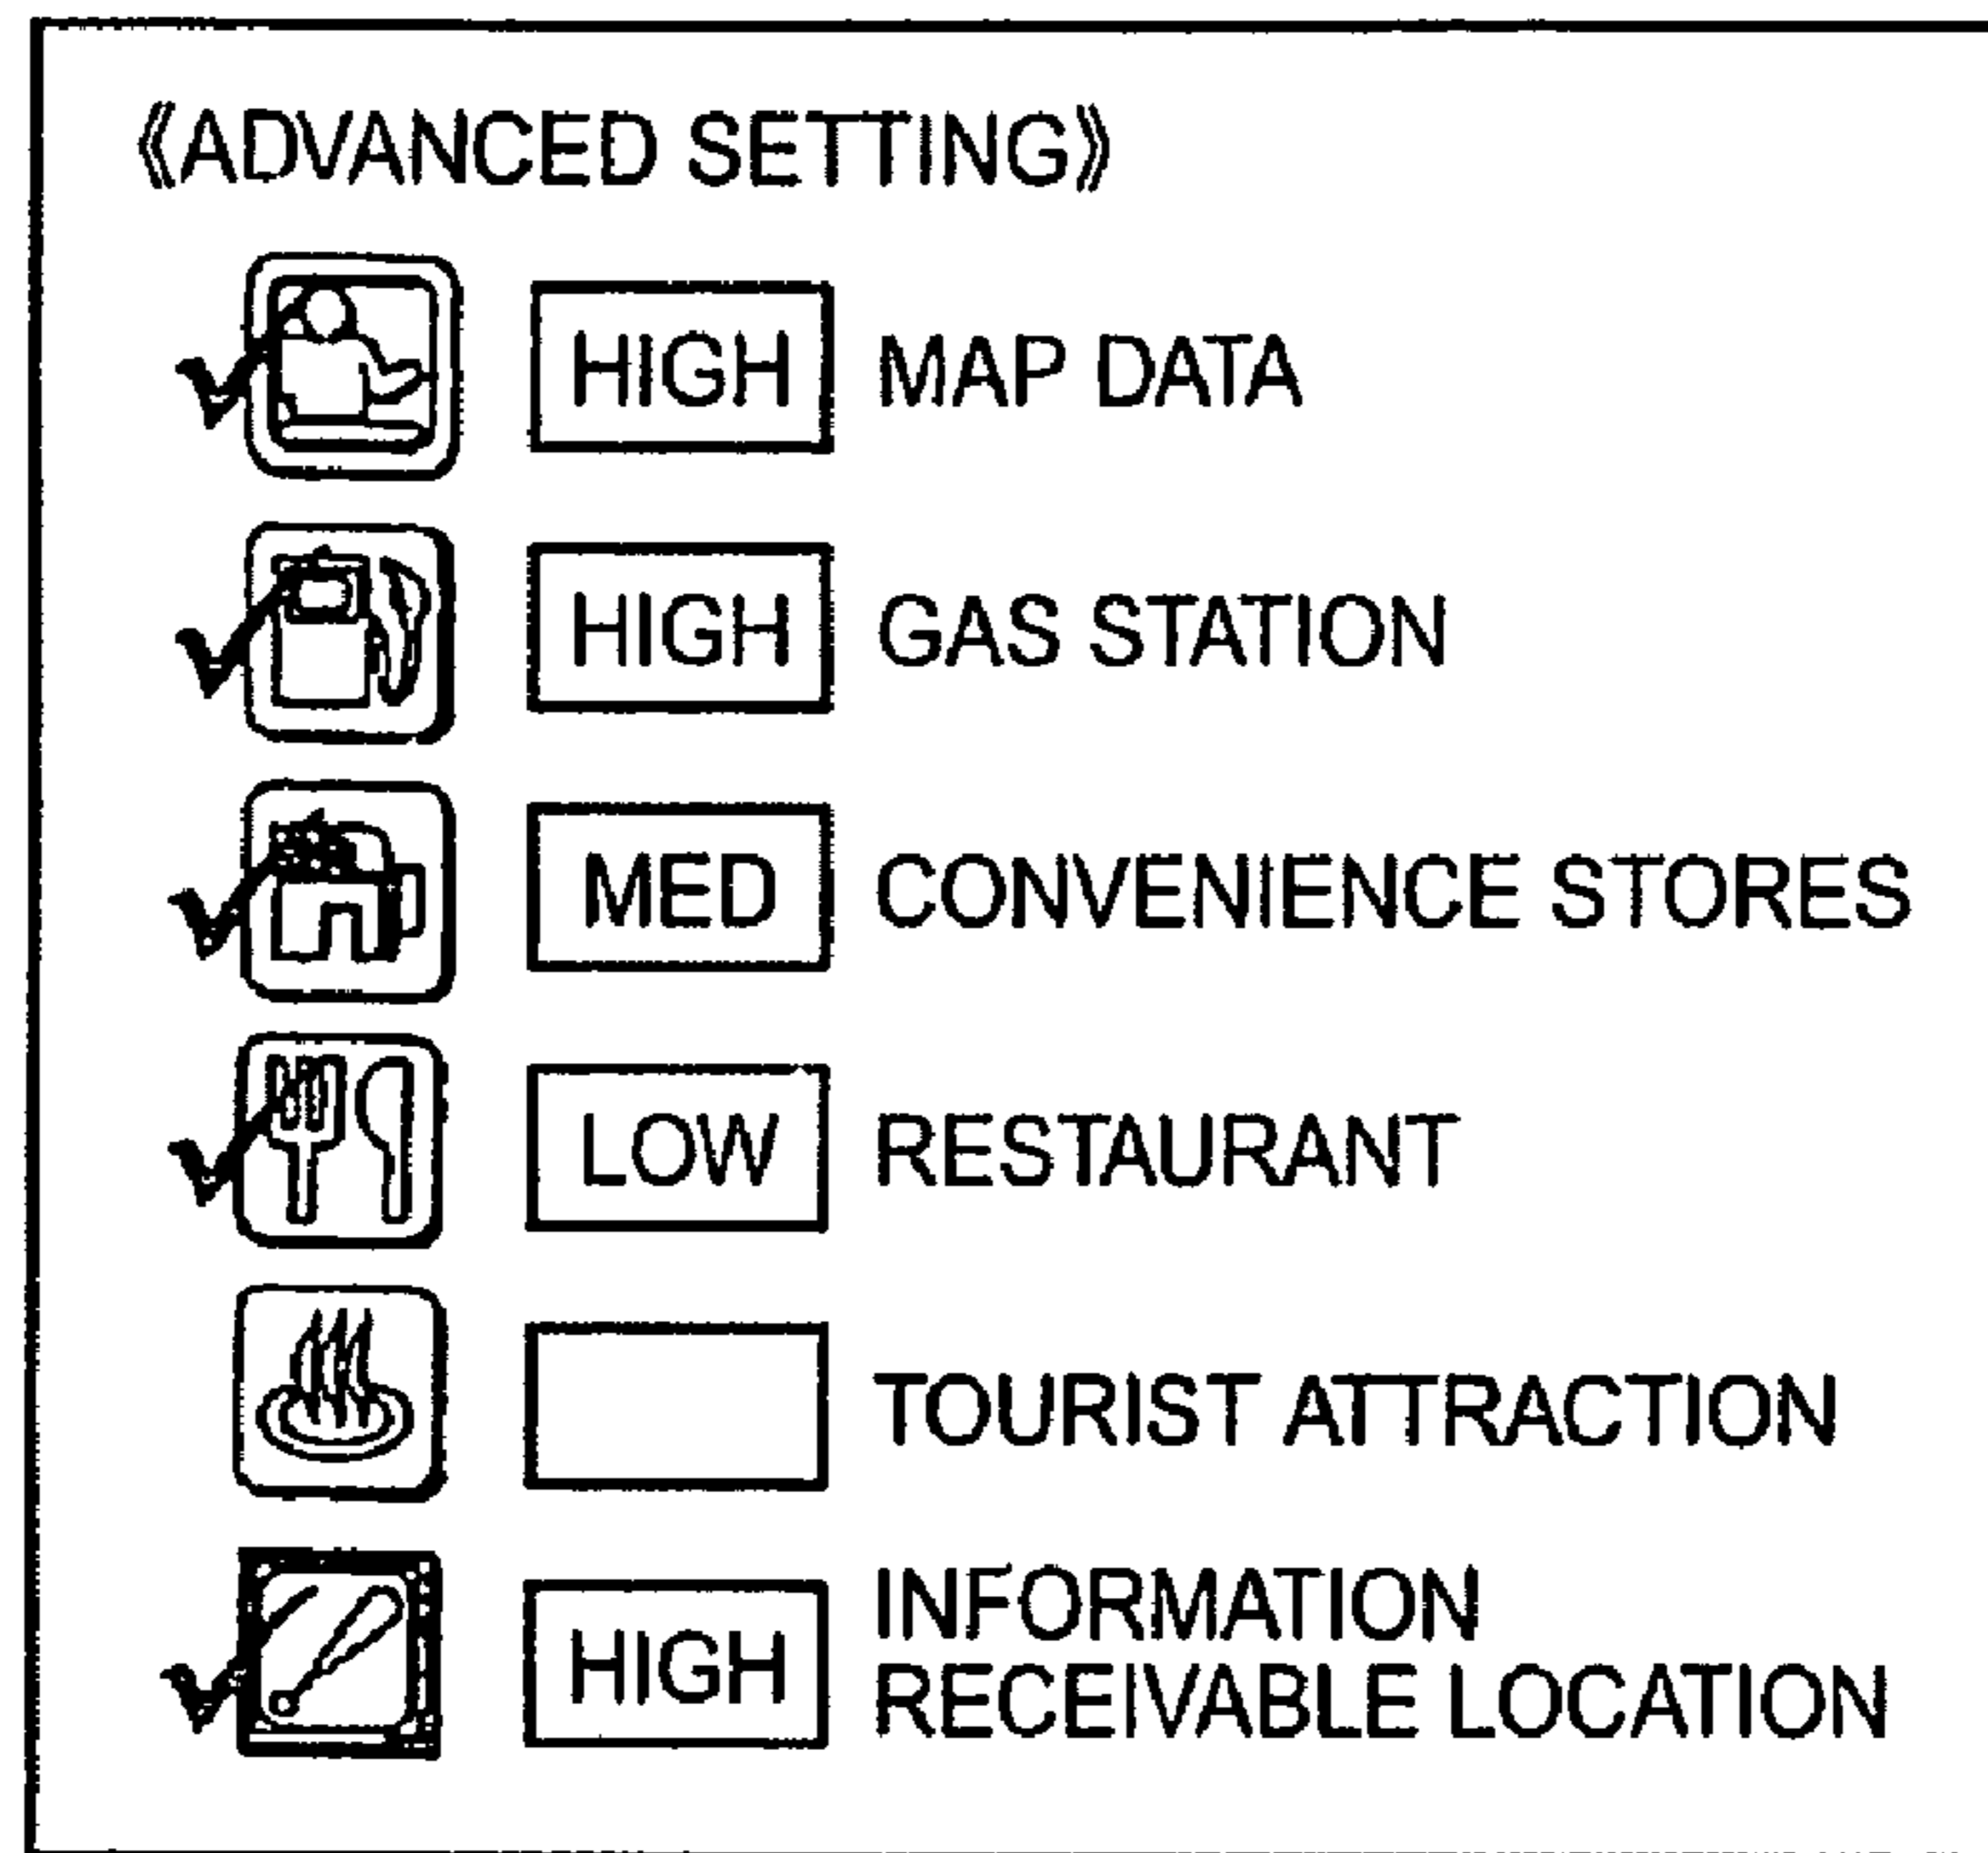 《ADVANCED SETTING》
HIGH MAP DATA
HIGH GAS STATION
MED CONVENIENCE STORES
LOW RESTAURANT
TOURIST ATTRACTION
HIGH INFORMATION
RECEIVABLE LOCATION